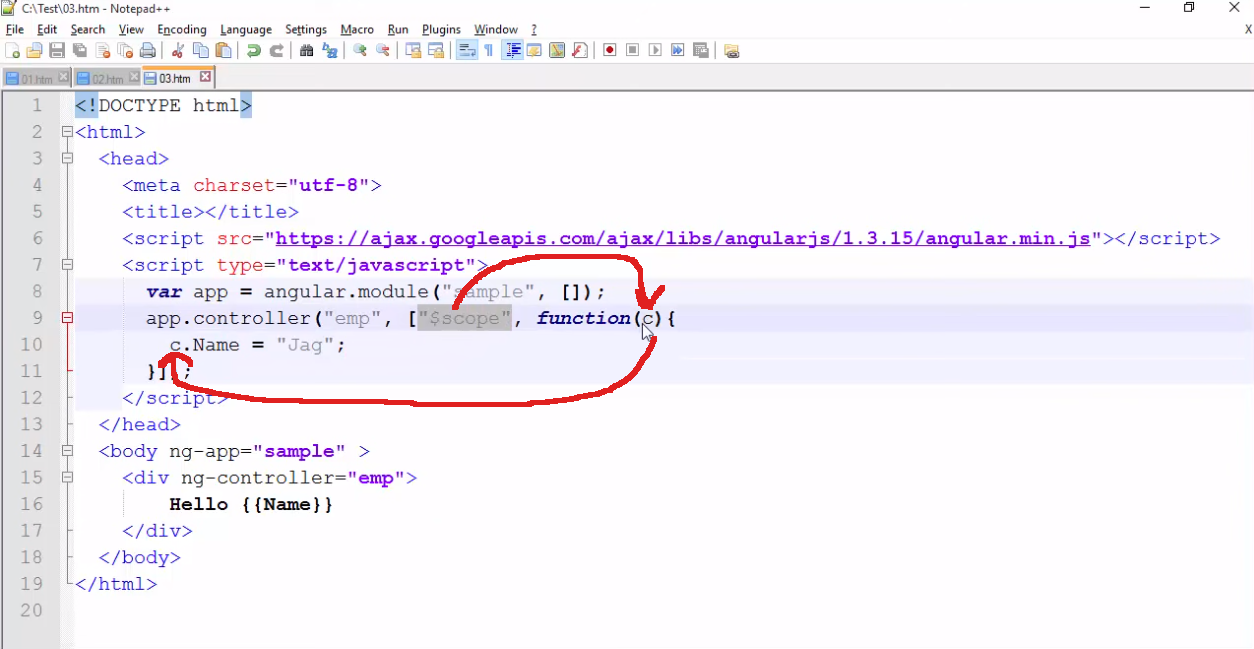 C:\Test\03.htm - Notepad++
File Edit Search View Encoding Language Settings Macro Run Plugins Window ? X
01.htm 02.htm 03.htm
1 <!DOCTYPE html>
2 <html>
3 <head>
4 <meta charset="utf-8">
5 <title></title>
6 <script src="https://ajax.googleapis.com/ajax/libs/angularjs/1.3.15/angular.min.js"></script>
7 <script type="text/javascript">
8 var app = angular.module("sample", []);
9 app.controller("emp", ["$scope", function(c){
10 c.Name = "Jag";
11 }]);
12 </script>
13 </head>
14 <body ng-app="sample" >
15 <div ng-controller="emp">
16 Hello {{Name}}
17 </div>
18 </body>
19 </html>
20